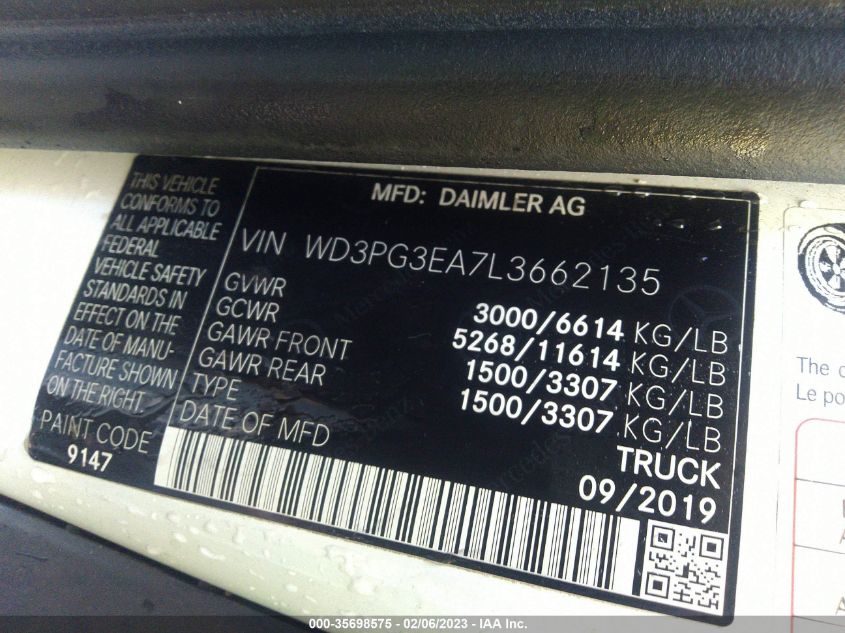 MFD: DAIMLER AG
THIS VEHICLE
CONFORMS TO
ALL APPLICABLE
FEDERAL
VEHICLE SAFETY
STANDARDS IN
EFFECT ON THE
DATE OF MANU-
FACTURE SHOWN
ON THE RIGHT.
PAINT CODE
9147
VIN WD3PG3EA7L3662135
GVWR 3000/6614 KG/LB
GCWR 5268/11614 KG/LB
GAWR FRONT 1500/3307 KG/LB
GAWR REAR 1500/3307 KG/LB
TYPE TRUCK
DATE OF MFD 09/2019
The
Le
000-35698575 - 02/06/2023 - IAA Inc.